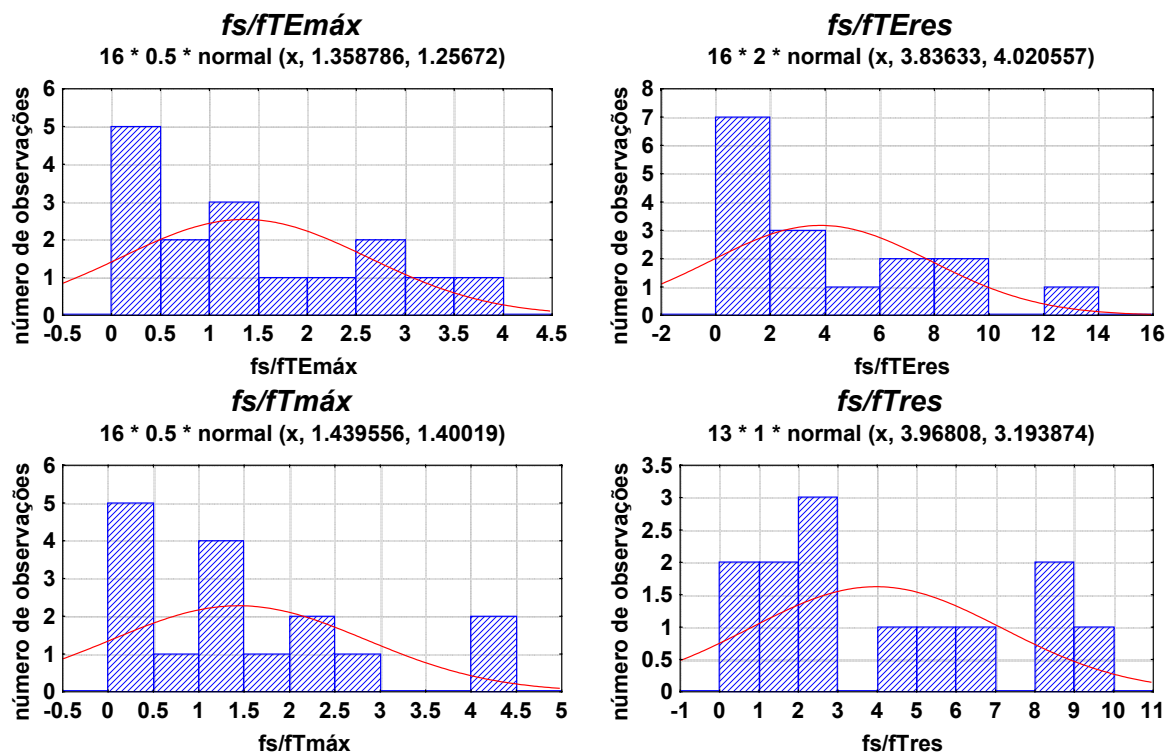 fs/fTEmáx
16 * 0.5 * normal (x, 1.358786, 1.25672)
número de observações
6
5
4
3
2
1
0
-0.5 0 0.5 1 1.5 2 2.5 3 3.5 4 4.5
fs/fTEmáx
fs/fTEres
16 * 2 * normal (x, 3.83633, 4.020557)
número de observações
8
7
6
5
4
3
2
1
0
-2 0 2 4 6 8 10 12 14 16
fs/fTEres
fs/fTmáx
16 * 0.5 * normal (x, 1.439556, 1.40019)
número de observações
6
5
4
3
2
1
0
-0.5 0 0.5 1 1.5 2 2.5 3 3.5 4 4.5 5
fs/fTmáx
fs/fTres
13 * 1 * normal (x, 3.96808, 3.193874)
número de observações
3.5
3
2.5
2
1.5
1
0.5
0
-1 0 1 2 3 4 5 6 7 8 9 10 11
fs/fTres